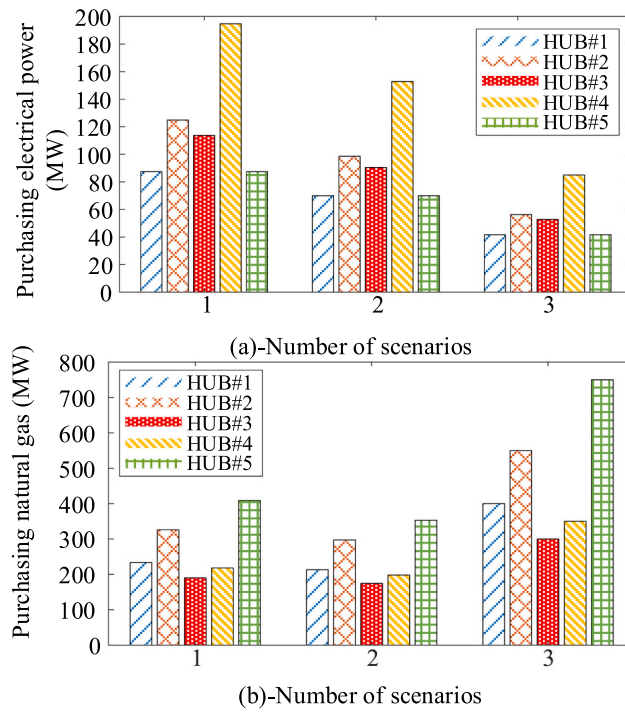 Purchasing electrical power
(MW)
200
180
160
140
120
100
80
60
40
20
0
HUB#1
HUB#2
HUB#3
HUB#4
HUB#5
1 2 3
(a)-Number of scenarios
Purchasing natural gas (MW)
800
700
600
500
400
300
200
100
0
HUB#1
HUB#2
HUB#3
HUB#4
HUB#5
1 2 3
(b)-Number of scenarios